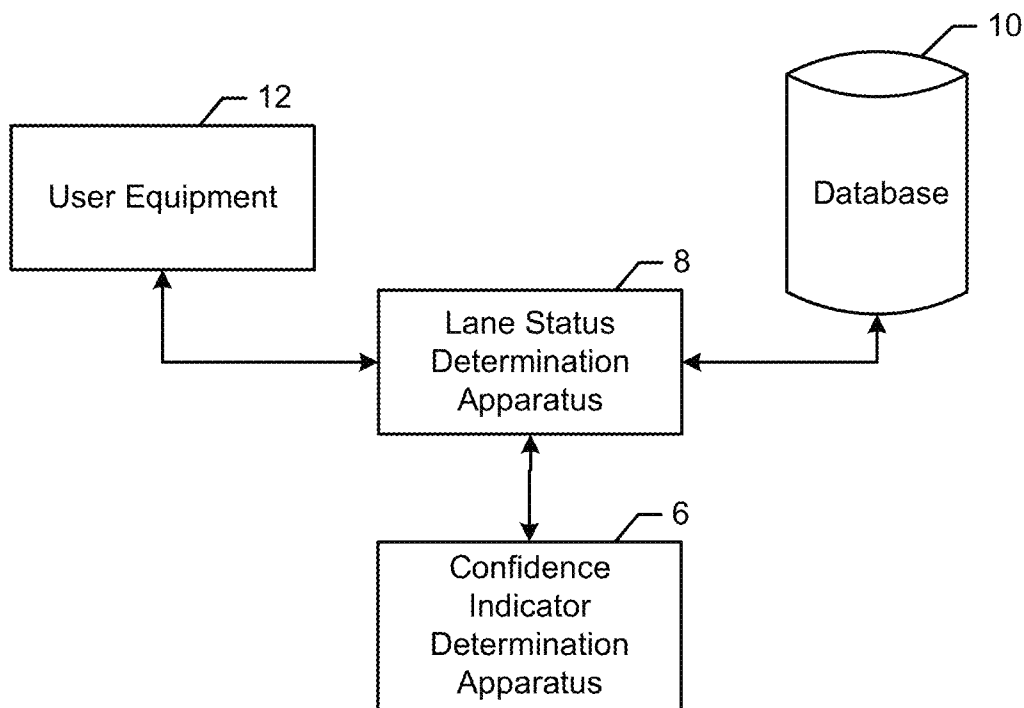 10
12
User Equipment
Database
8
Lane Status
Determination
Apparatus
6
Confidence
Indicator
Determination
Apparatus